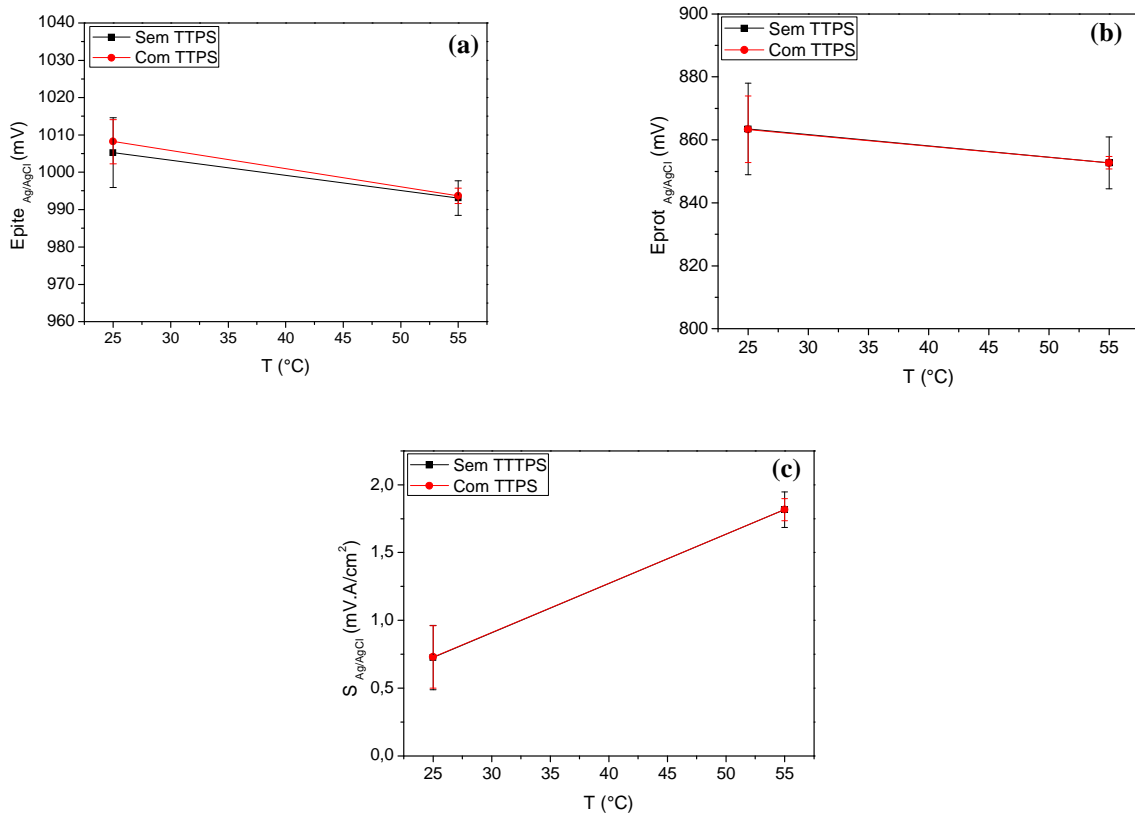 1040
1030
1020
1010
1000
990
980
970
960
Epite Ag/AgCl (mV)
Sem TTPS
Com TTPS
(a)
25 30 35 40 45 50 55
T (°C)
900
880
860
840
820
800
Eprot Ag/AgCl (mV)
Sem TTPS
Com TTPS
(b)
25 30 35 40 45 50 55
T (°C)
2,0
1,5
1,0
0,5
0,0
S Ag/AgCl (mV.A/cm²)
Sem TTTPS
Com TTPS
(c)
25 30 35 40 45 50 55
T (°C)